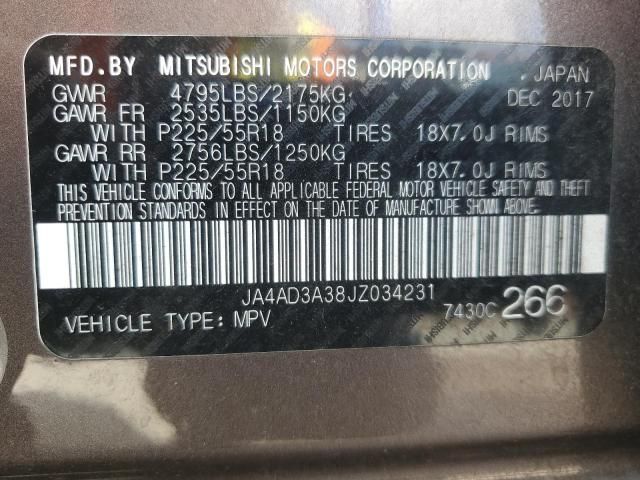 MFD.BY MITSUBISHI MOTORS CORPORATION , JAPAN
GVWR 4795LBS/2175KG DEC 2017
GAWR FR 2535LBS/1150KG
WITH P225/55R18 TIRES 18X7.0J RIMS
GAWR RR 2756LBS/1250KG
WITH P225/55R18 TIRES 18X7.0J RIMS
THIS VEHICLE CONFORMS TO ALL APPLICABLE FEDERAL MOTOR VEHICLE SAFETY AND THEFT
PREVENTION STANDARDS IN EFFECT ON THE DATE OF MANUFACTURE SHOWN ABOVE.
JA4AD3A38JZ034231
VEHICLE TYPE: MPV 7430C 266